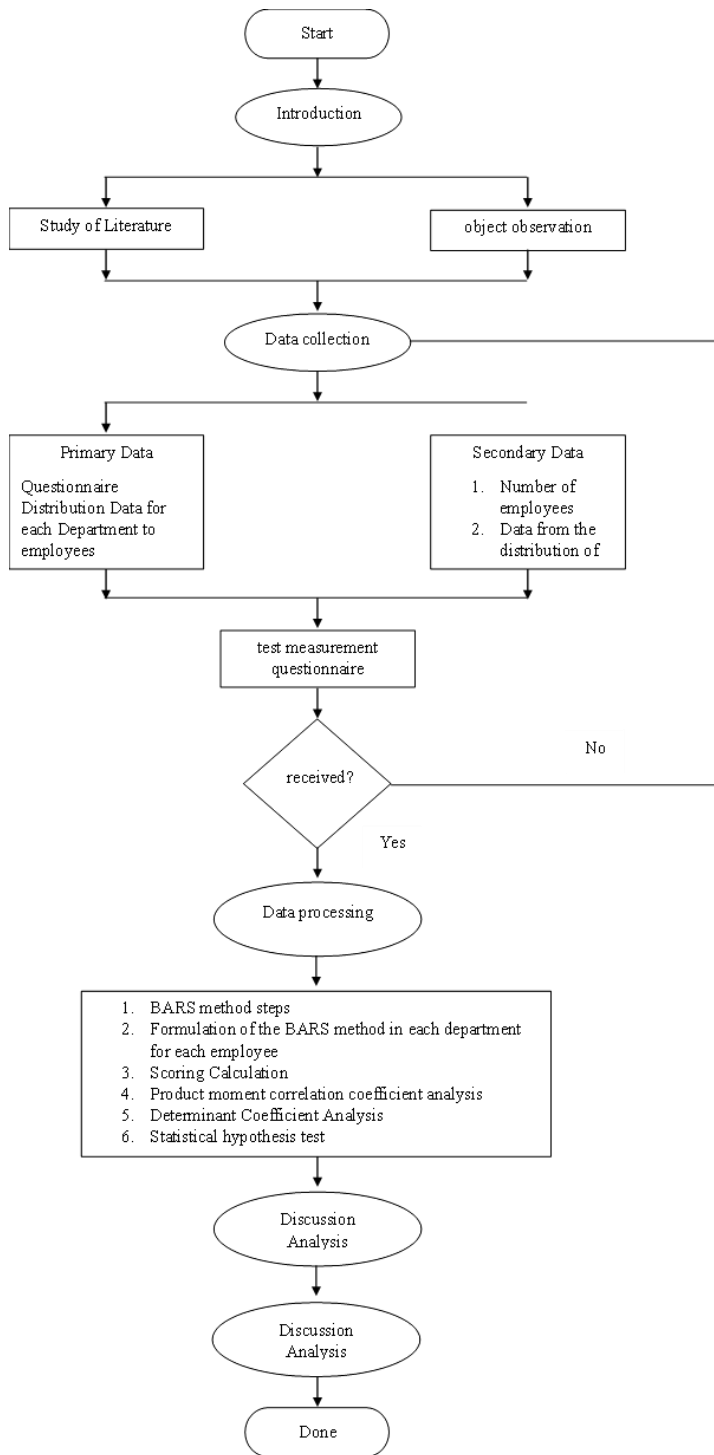 Start
Introduction
Study of Literature
object observation
Data collection
Primary Data
Questionnaire
Distribution Data for
each Department to
employees
Secondary Data
1. Number of
employees
2. Data from the
distribution of
test measurement
questionnaire
received?
No
Yes
Data processing
1. BARS method steps
2. Formulation of the BARS method in each department
for each employee
3. Scoring Calculation
4. Product moment correlation coefficient analysis
5. Determinant Coefficient Analysis
6. Statistical hypothesis test
Discussion
Analysis
Discussion
Analysis
Done